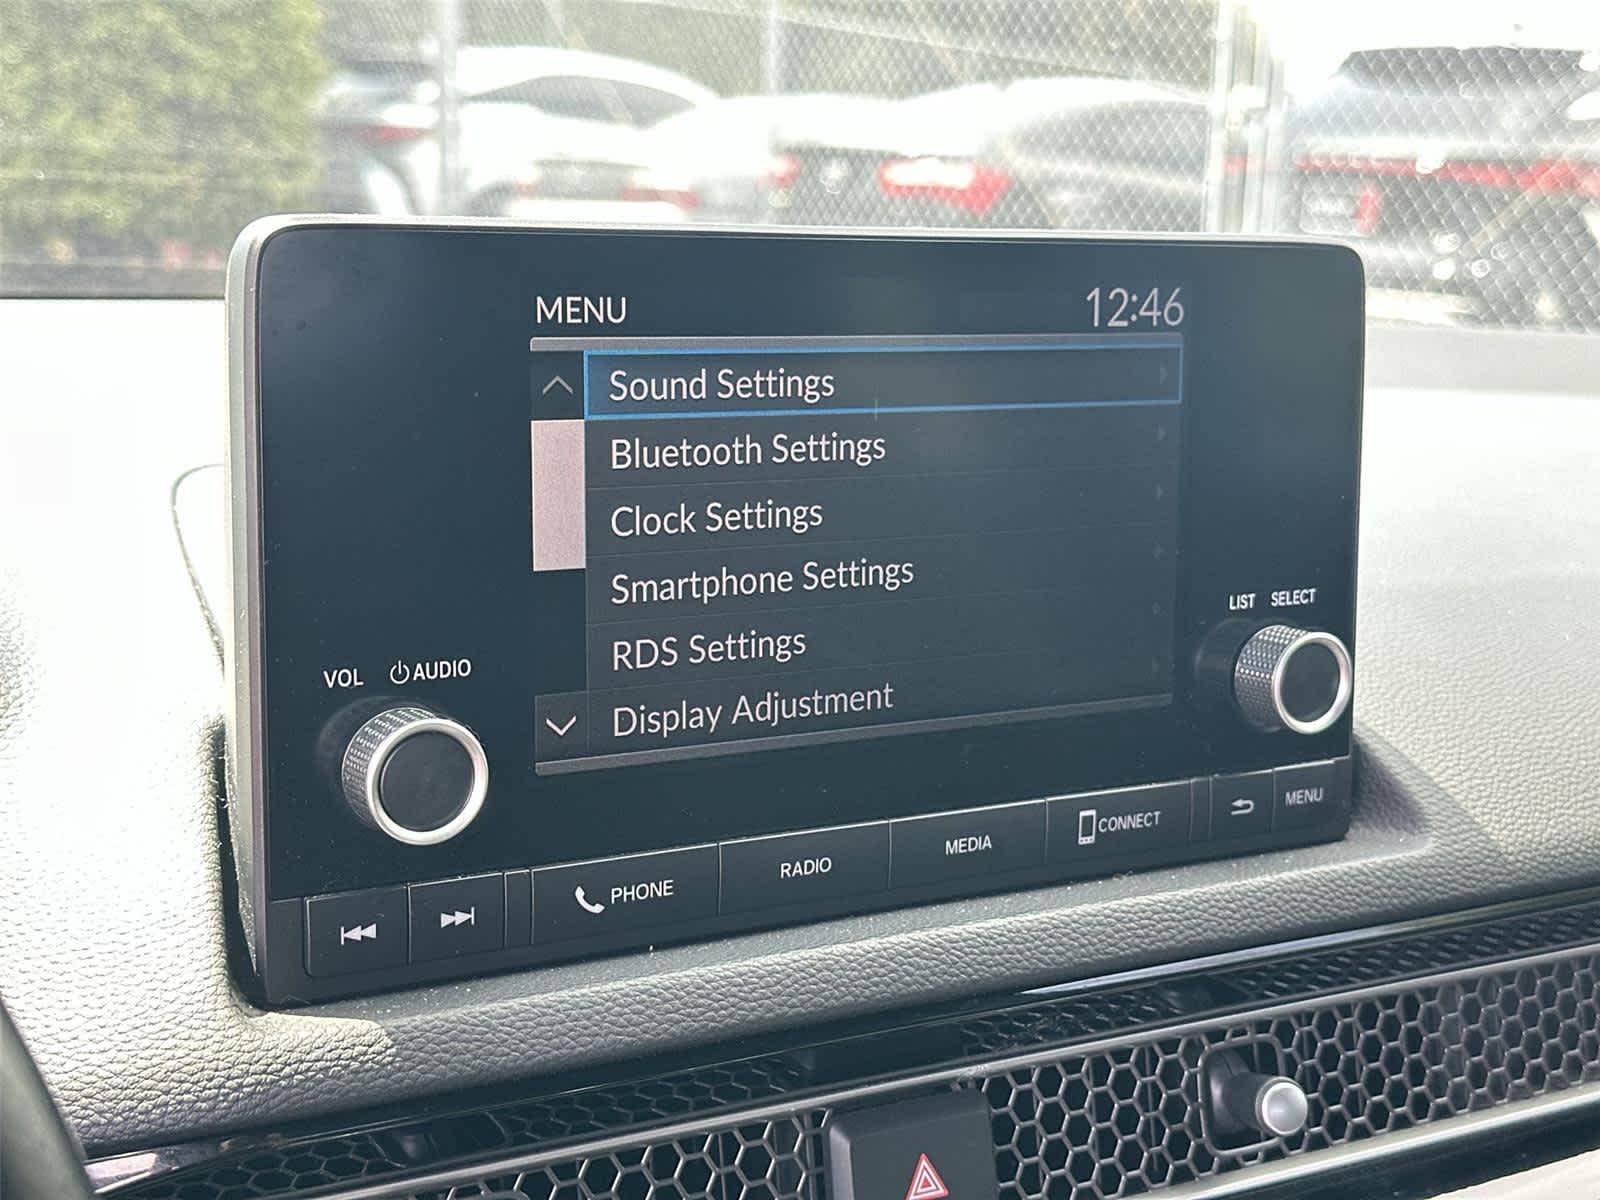 MENU 12:46
Sound Settings
Bluetooth Settings
Clock Settings
Smartphone Settings
RDS Settings
Display Adjustment
LIST SELECT
VOL AUDIO
PHONE RADIO MEDIA CONNECT MENU